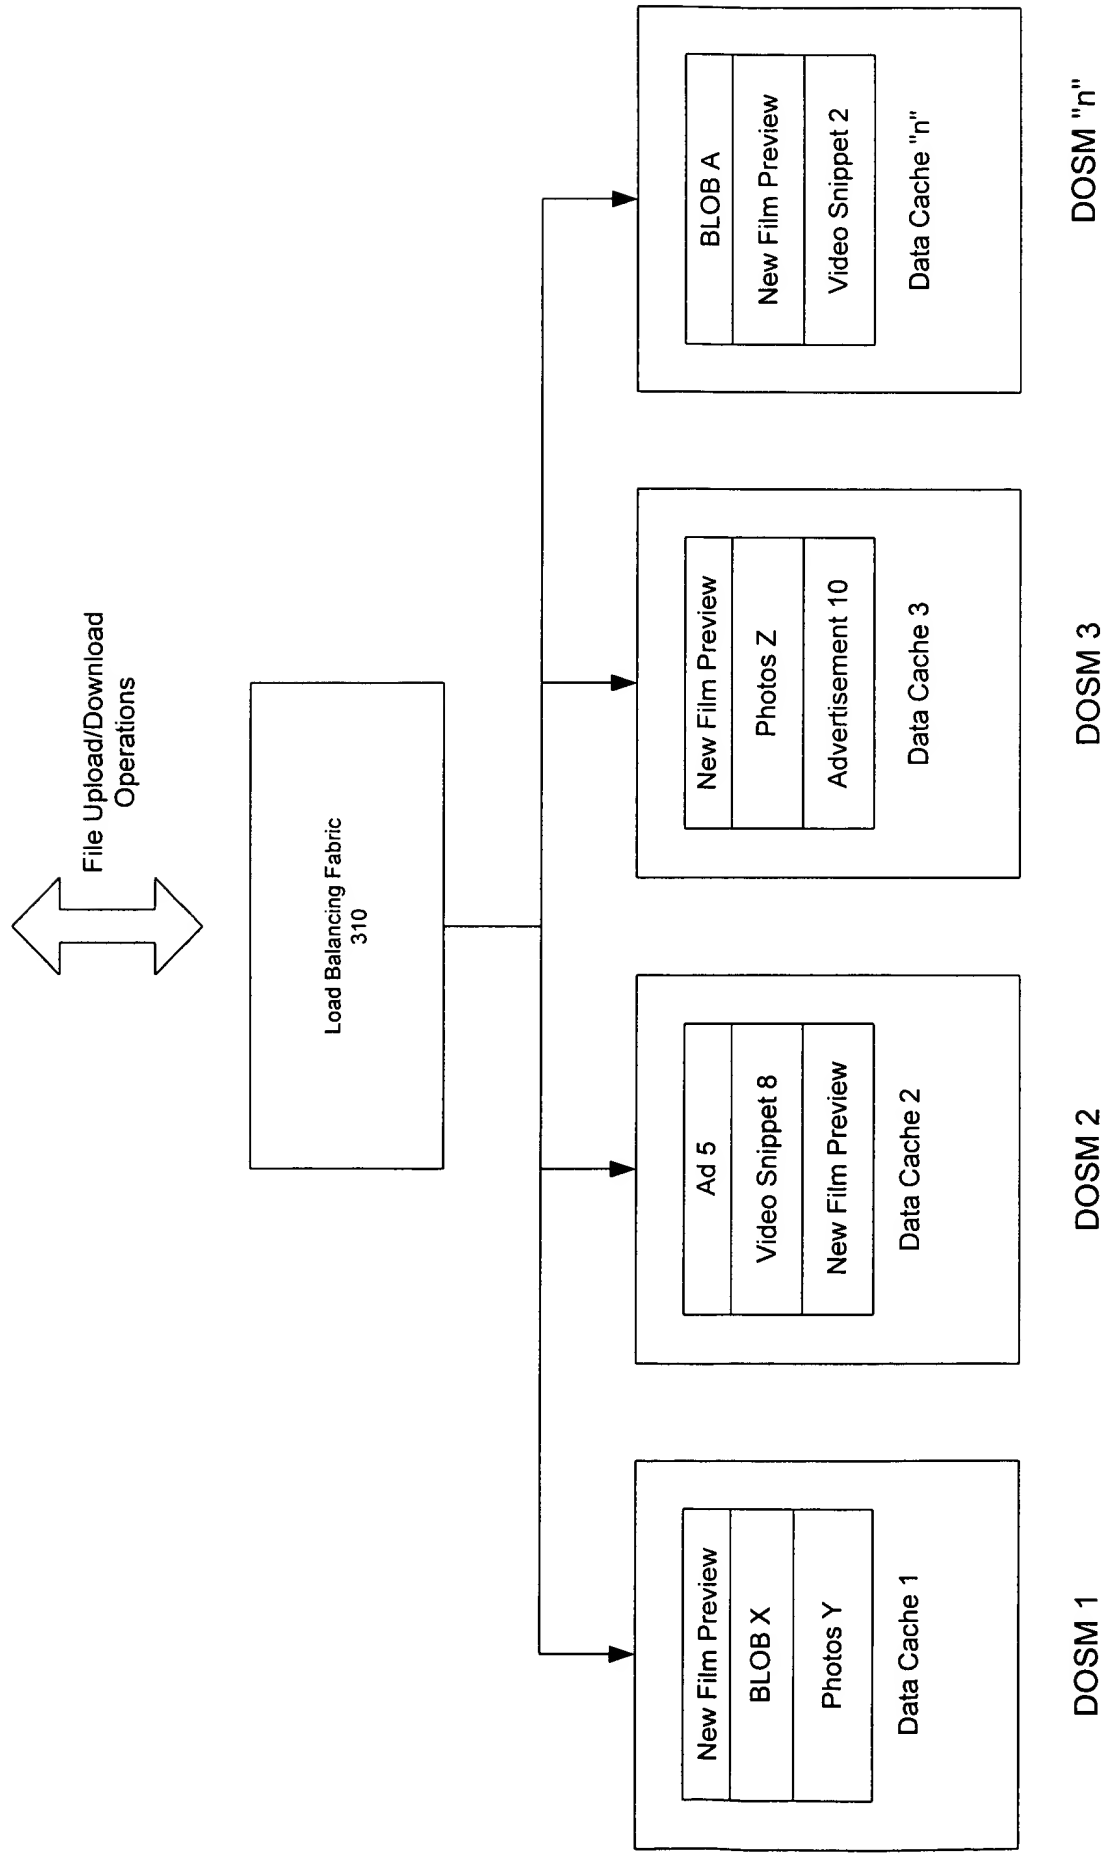 File Upload/Download
Operations
Load Balancing Fabric
310
New Film Preview
BLOB X
Photos Y
Data Cache 1
DOSM 1
Ad 5
Video Snippet 8
New Film Preview
Data Cache 2
DOSM 2
New Film Preview
Photos Z
Advertisement 10
Data Cache 3
DOSM 3
BLOB A
New Film Preview
Video Snippet 2
Data Cache "n"
DOSM "n"